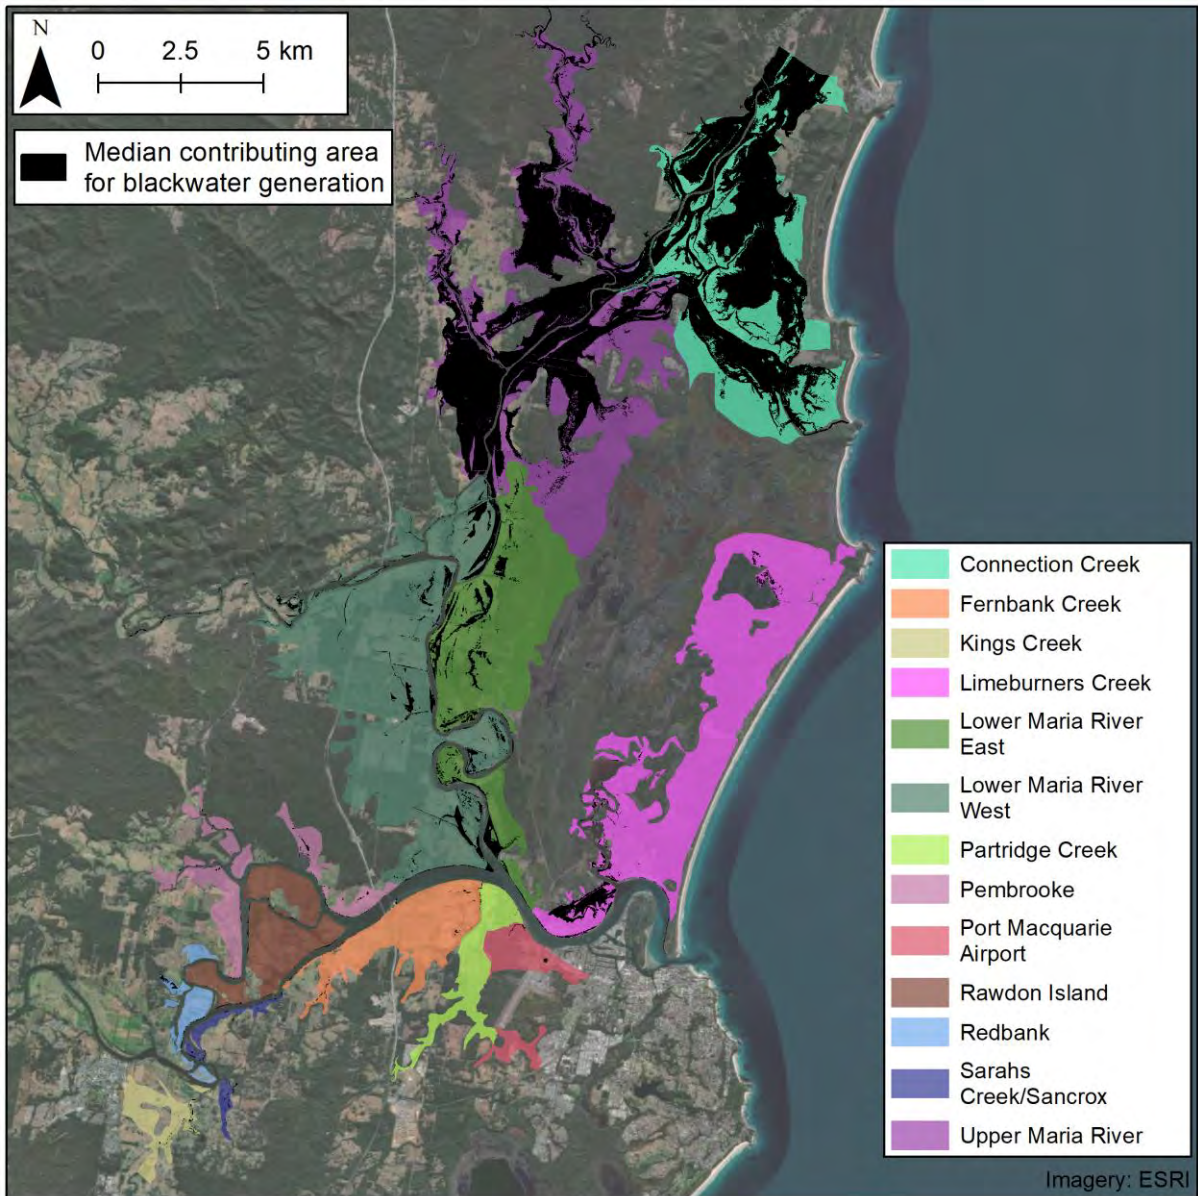 N
0 2.5 5 km
Median contributing area
for blackwater generation
Connection Creek
Fernbank Creek
Kings Creek
Limeburners Creek
Lower Maria River
East
Lower Maria River
West
Partridge Creek
Pembrooke
Port Macquarie
Airport
Rawdon Island
Redbank
Sarahs
Creek/Sancrox
Upper Maria River
Imagery: ESRI